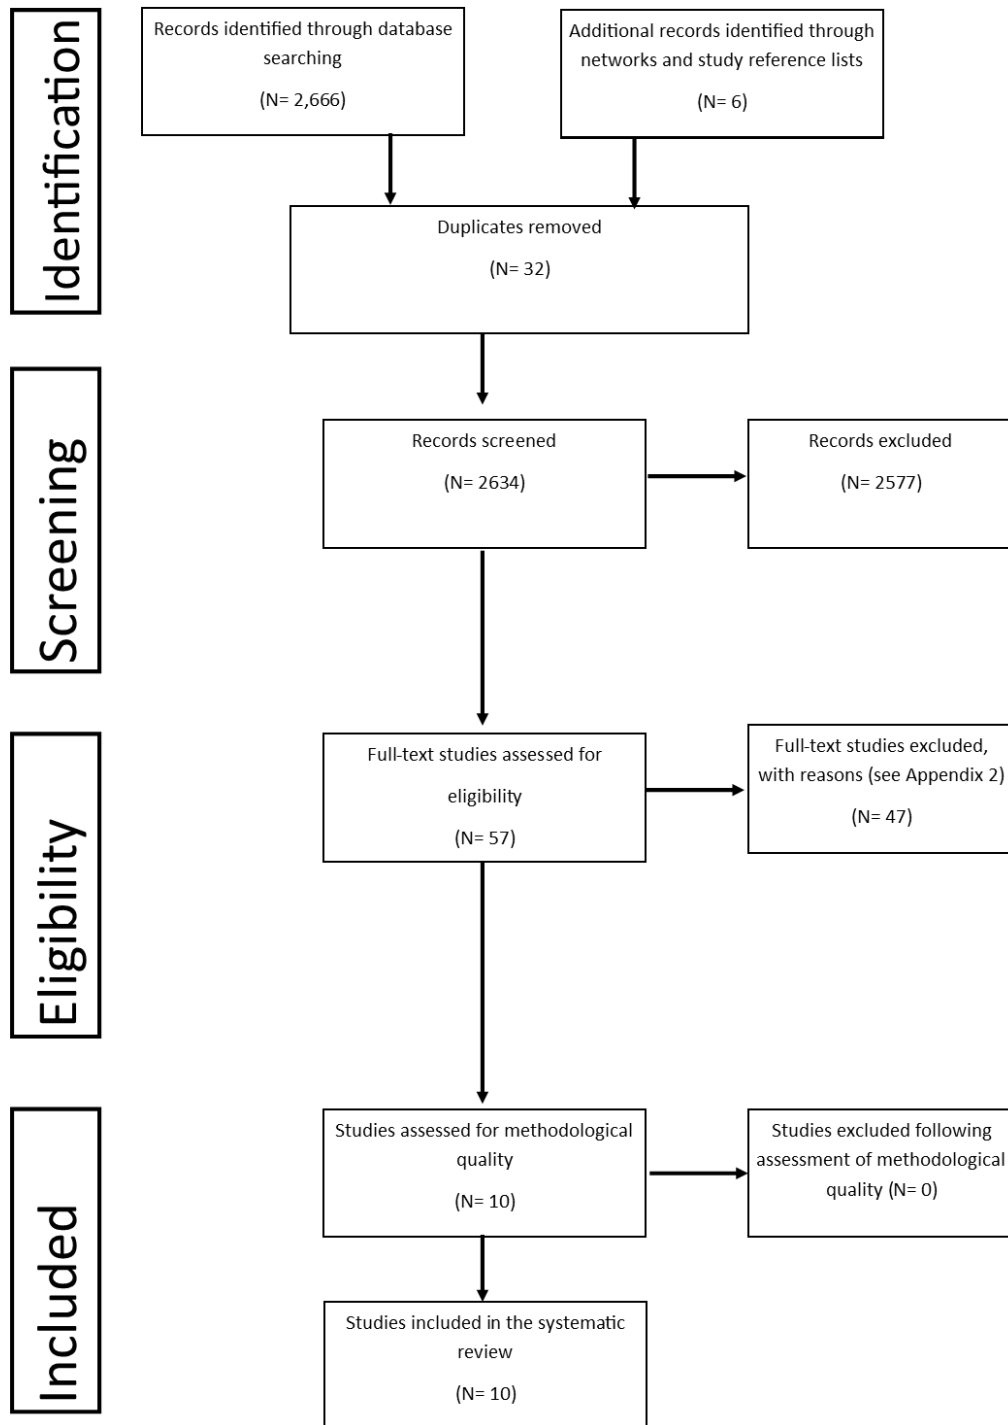 Identification
Records identified through database
searching
(N= 2,666)
Additional records identified through
networks and study reference lists
(N= 6)
Duplicates removed
(N= 32)
Screening
Records screened
(N= 2634)
Records excluded
(N= 2577)
Eligibility
Full-text studies assessed for
eligibility
(N= 57)
Full-text studies excluded,
with reasons (see Appendix 2)
(N= 47)
Included
Studies assessed for methodological
quality
(N= 10)
Studies excluded following
assessment of methodological
quality (N= 0)
Studies included in the systematic
review
(N= 10)